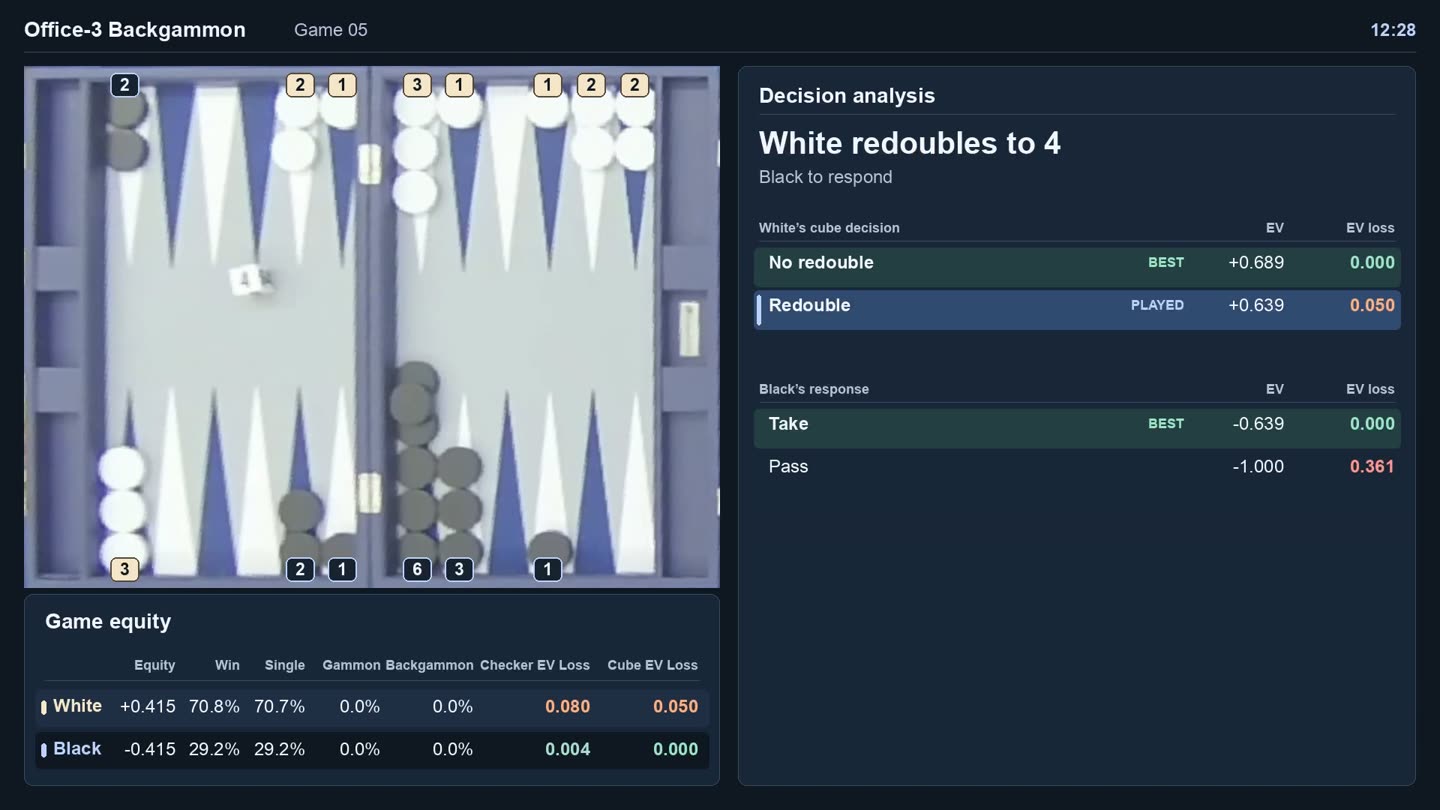 Office-3 Backgammon Game 05 12:28
2 2 1 3 1 1 2 2
4
3 2 1 6 3 1
Decision analysis
White redoubles to 4
Black to respond
White's cube decision EV EV loss
No redouble BEST +0.689 0.000
Redouble PLAYED +0.639 0.050
Black's response EV EV loss
Take BEST -0.639 0.000
Pass -1.000 0.361
Game equity
Equity Win Single Gammon Backgammon Checker EV Loss Cube EV Loss
White +0.415 70.8% 70.7% 0.0% 0.0% 0.080 0.050
Black -0.415 29.2% 29.2% 0.0% 0.0% 0.004 0.000